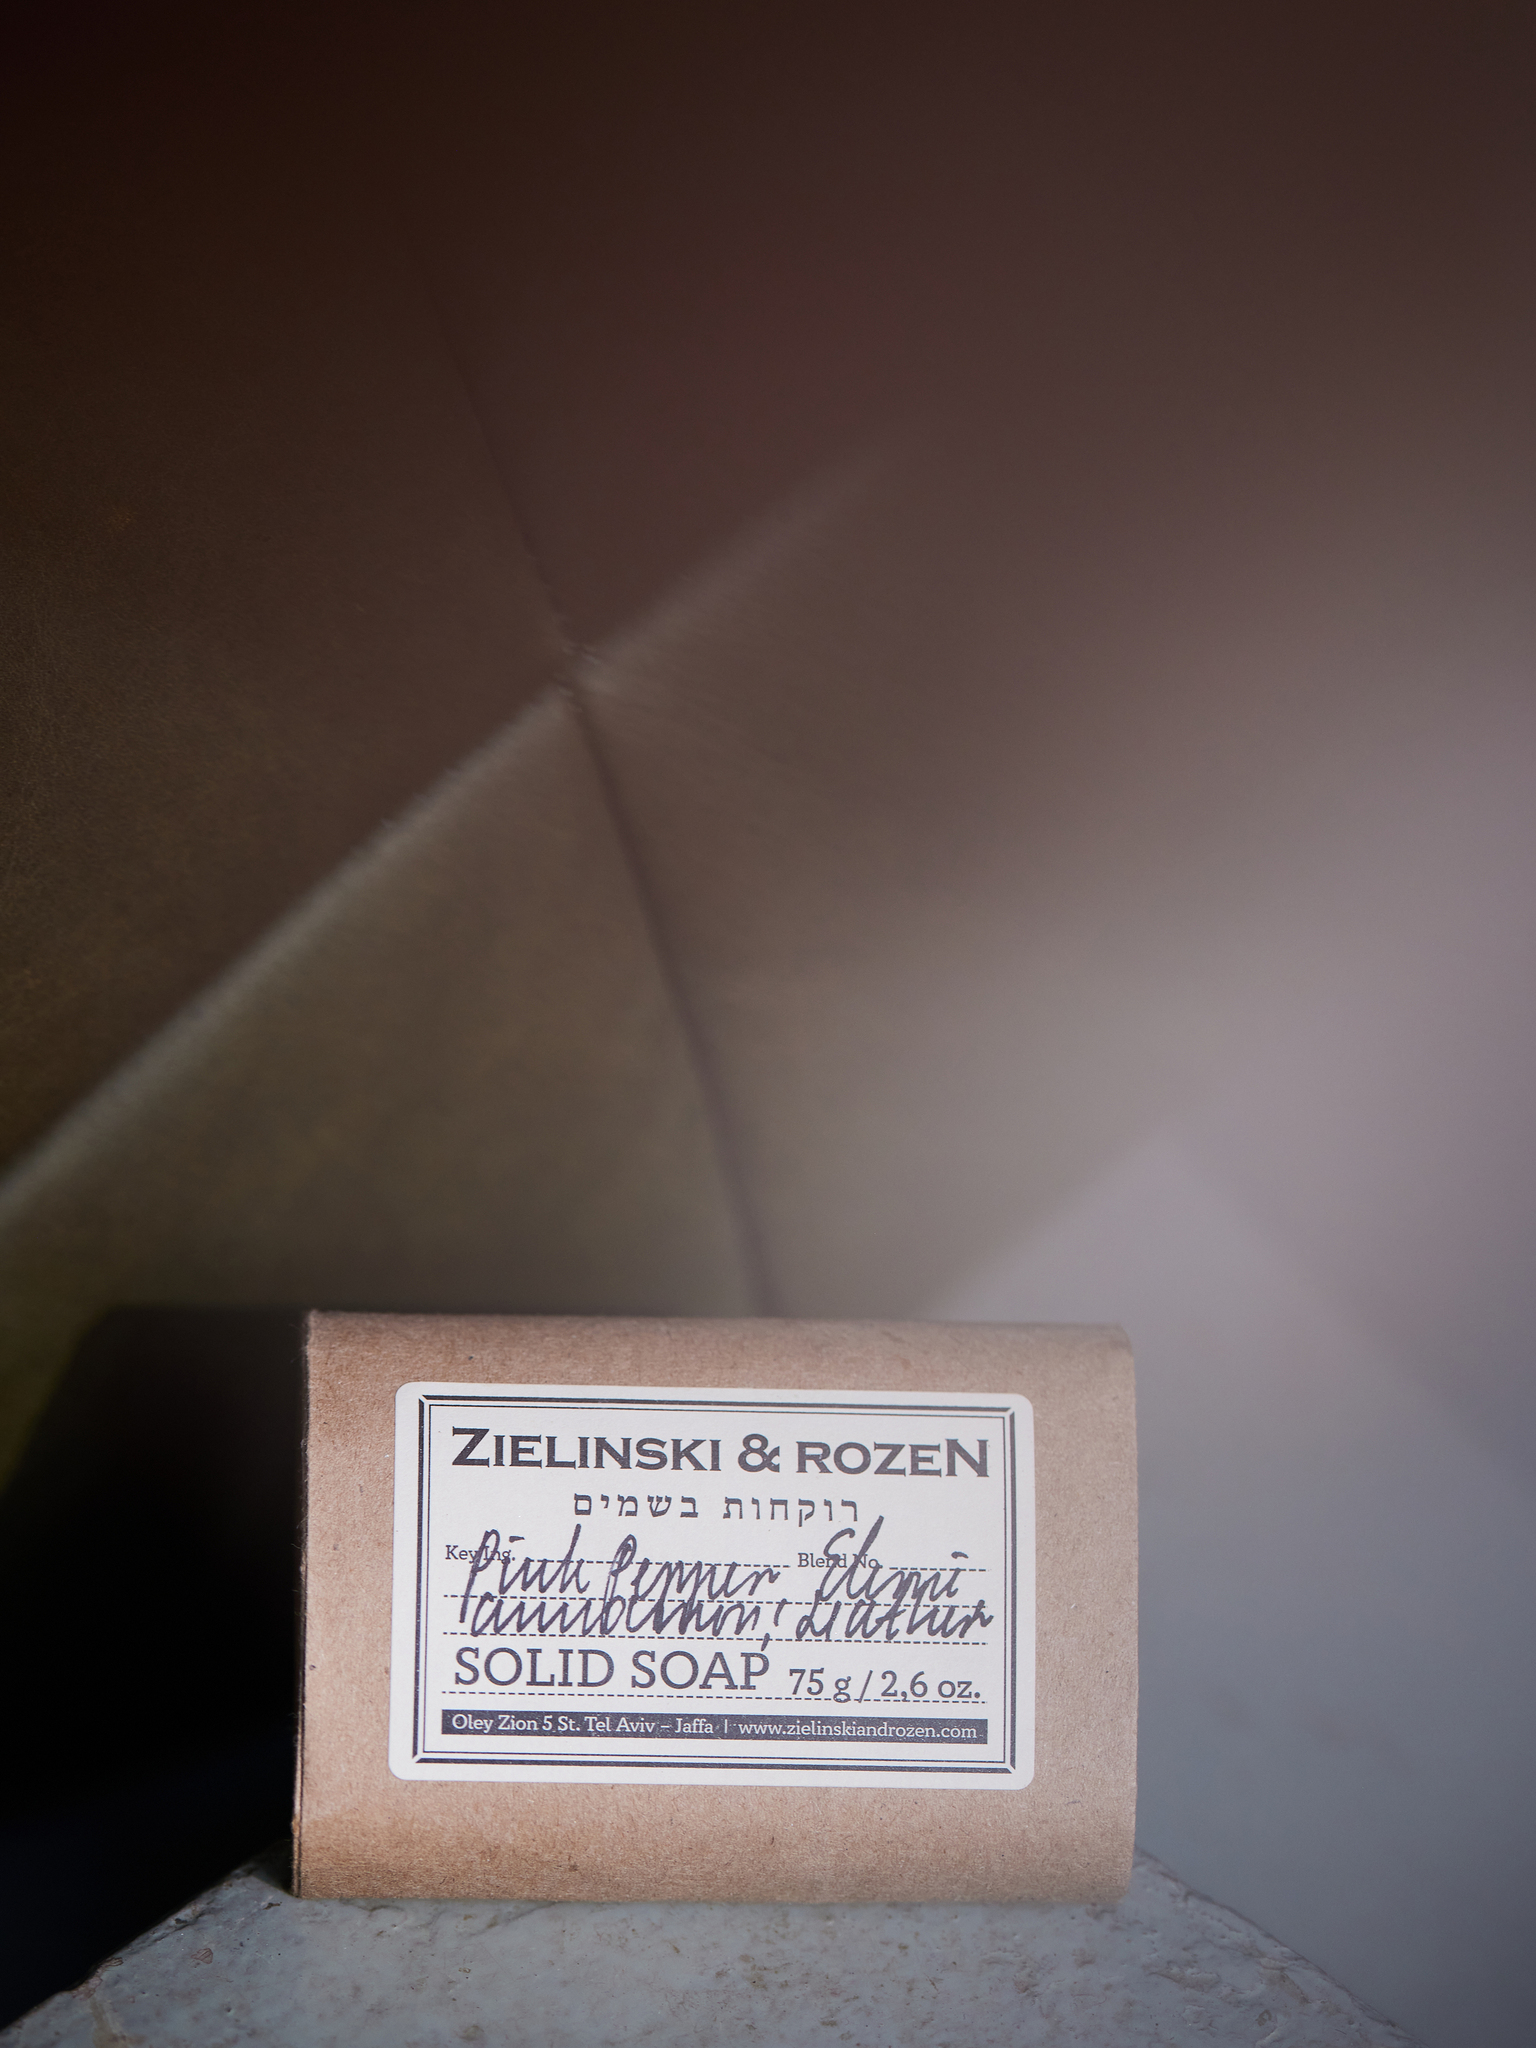 ZIELINSKI & ROZEN
רוקחות בשמים
Key Ing. Pink Pepper Blend No. Elemi
Cinnamon, Leather
SOLID SOAP 75 g / 2,6 oz.
Oley Zion 5 St. Tel Aviv – Jaffa | www.zielinskiandrozen.com